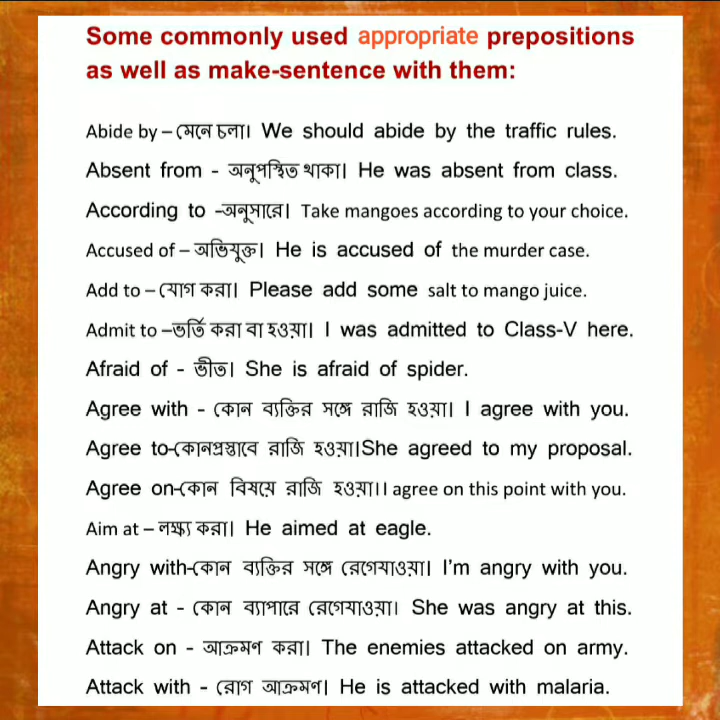 Some commonly used appropriate prepositions
as well as make-sentence with them:
Abide by – মেনে চলা। We should abide by the traffic rules.
Absent from - অনুপস্থিত থাকা। He was absent from class.
According to –অনুসারে। Take mangoes according to your choice.
Accused of – অভিযুক্ত। He is accused of the murder case.
Add to – যোগ করা। Please add some salt to mango juice.
Admit to –ভর্তি করা বা হওয়া। I was admitted to Class-V here.
Afraid of - ভীত। She is afraid of spider.
Agree with - কোন ব্যক্তির সঙ্গে রাজি হওয়া। I agree with you.
Agree to-কোনপ্রস্তাবে রাজি হওয়া।She agreed to my proposal.
Agree on-কোন বিষয়ে রাজি হওয়া। I agree on this point with you.
Aim at – লক্ষ্য করা। He aimed at eagle.
Angry with-কোন ব্যক্তির সঙ্গে রেগেযাওয়া। I'm angry with you.
Angry at - কোন ব্যাপারে রেগেযাওয়া। She was angry at this.
Attack on - আক্রমণ করা। The enemies attacked on army.
Attack with - রোগ আক্রমণ। He is attacked with malaria.